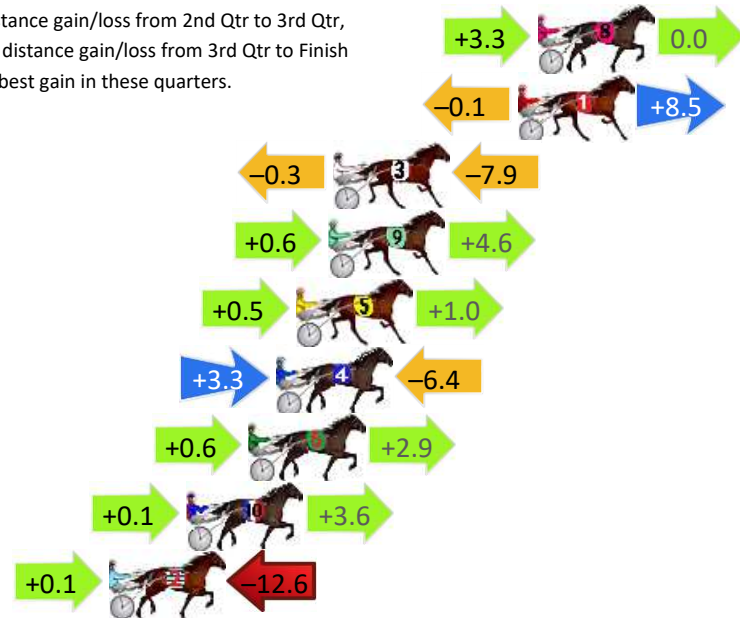 tance gain/loss from 2nd Qtr to 3rd Qtr,
distance gain/loss from 3rd Qtr to Finish
best gain in these quarters.
+3.3 8 0.0
–0.1 1 +8.5
–0.3 3 –7.9
+0.6 9 +4.6
+0.5 5 +1.0
+3.3 4 –6.4
+0.6 +2.9
+0.1 10 +3.6
+0.1 2 –12.6